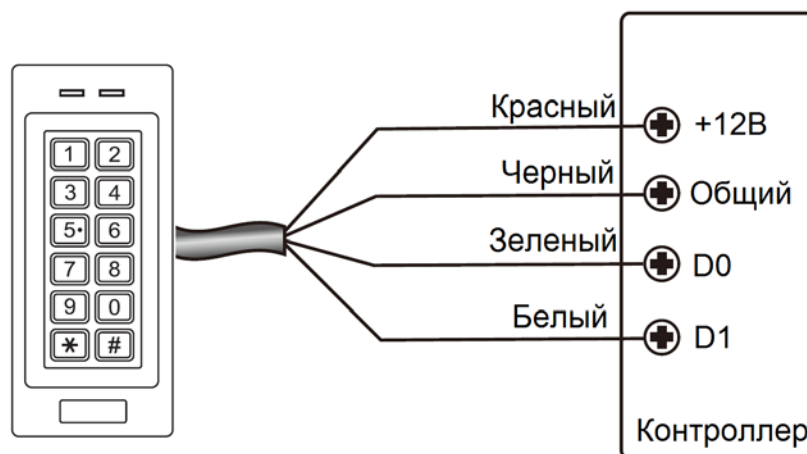 Красный
+12В
Черный
Общий
Зеленый
D0
Белый
D1
Контроллер
1 2
3 4
5• 6
7 8
9 0
* #